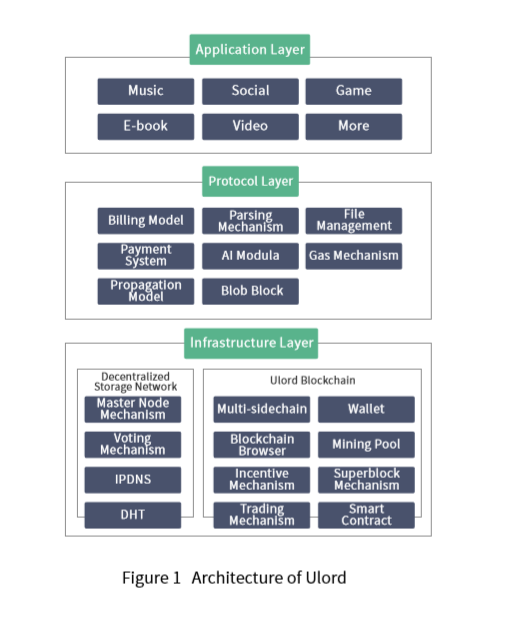 Application Layer
Music
Social
Game
E-book
Video
More
Protocol Layer
Billing Model
Parsing
Mechanism
File
Management
Payment
System
AI Modula
Gas Mechanism
Propagation
Model
Blob Block
Infrastructure Layer
Decentralized
Storage Network
Master Node
Mechanism
Voting
Mechanism
IPDNS
DHT
Ulord Blockchain
Multi-sidechain
Wallet
Blockchain
Browser
Mining Pool
Incentive
Mechanism
Superblock
Mechanism
Trading
Mechanism
Smart
Contract
Figure 1 Architecture of Ulord